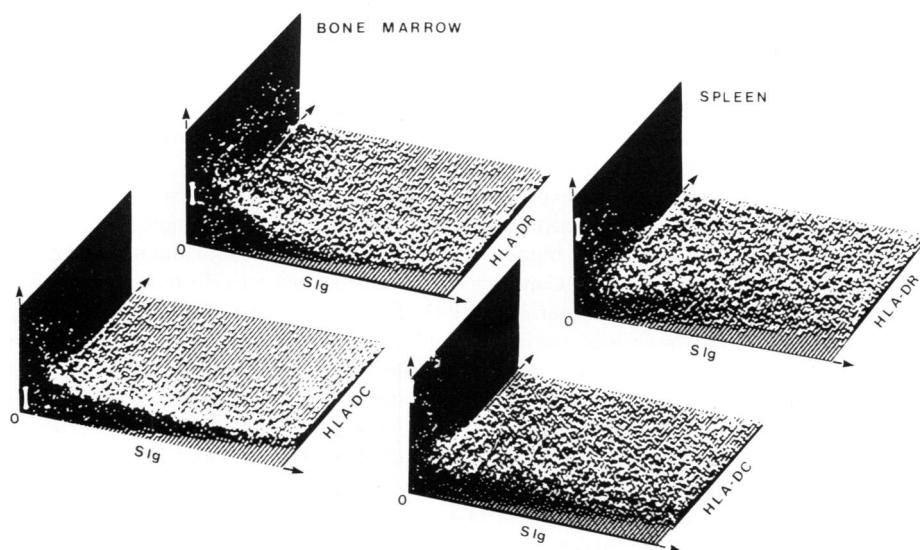 BONE MARROW
SPLEEN
0
SIg
HLA-DR
0
SIg
HLA-DR
0
SIg
HLA-DC
0
SIg
HLA-DC